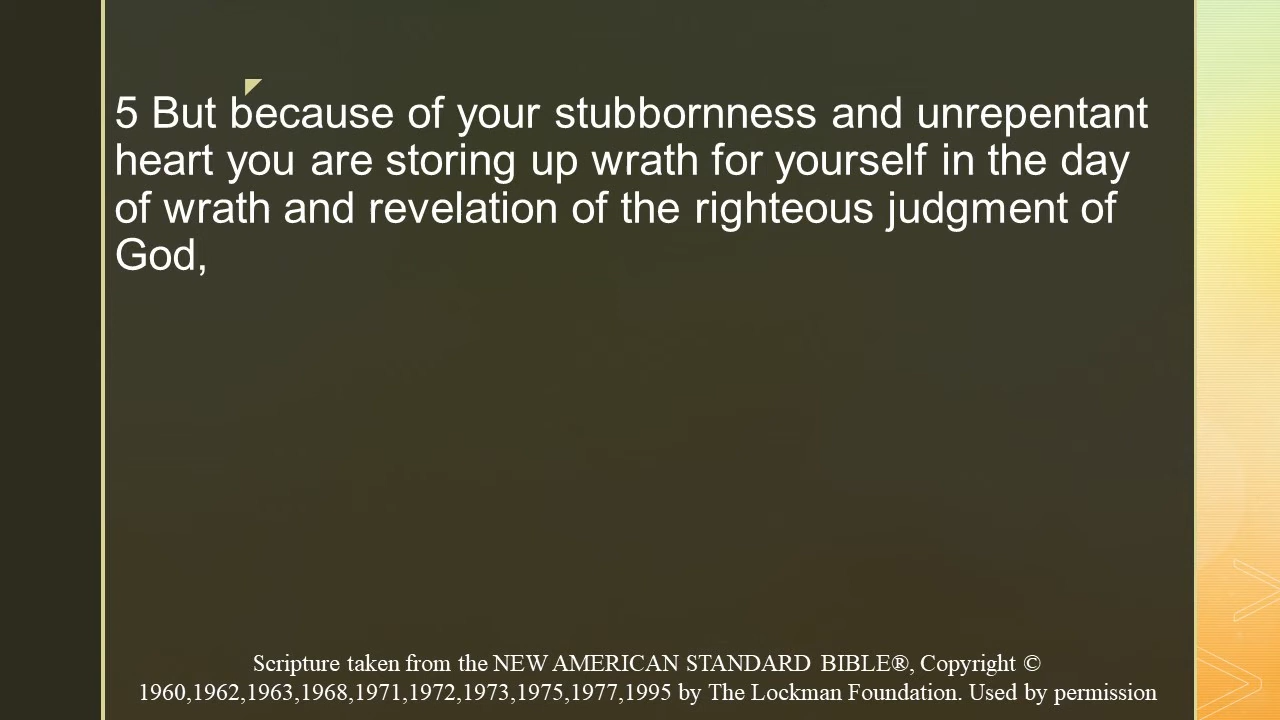 5 But because of your stubbornness and unrepentant
heart you are storing up wrath for yourself in the day
of wrath and revelation of the righteous judgment of
God,
Scripture taken from the NEW AMERICAN STANDARD BIBLE®, Copyright ©
1960,1962,1963,1968,1971,1972,1973,1975,1977,1995 by The Lockman Foundation. Used by permission